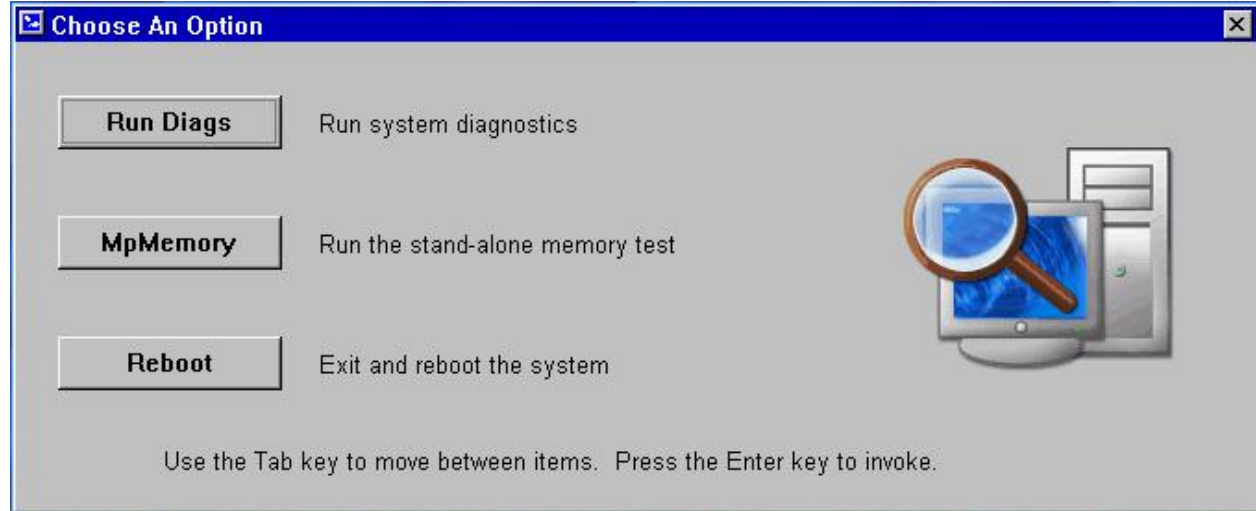 Choose An Option
Run Diags Run system diagnostics
MpMemory Run the stand-alone memory test
Reboot Exit and reboot the system
Use the Tab key to move between items. Press the Enter key to invoke.